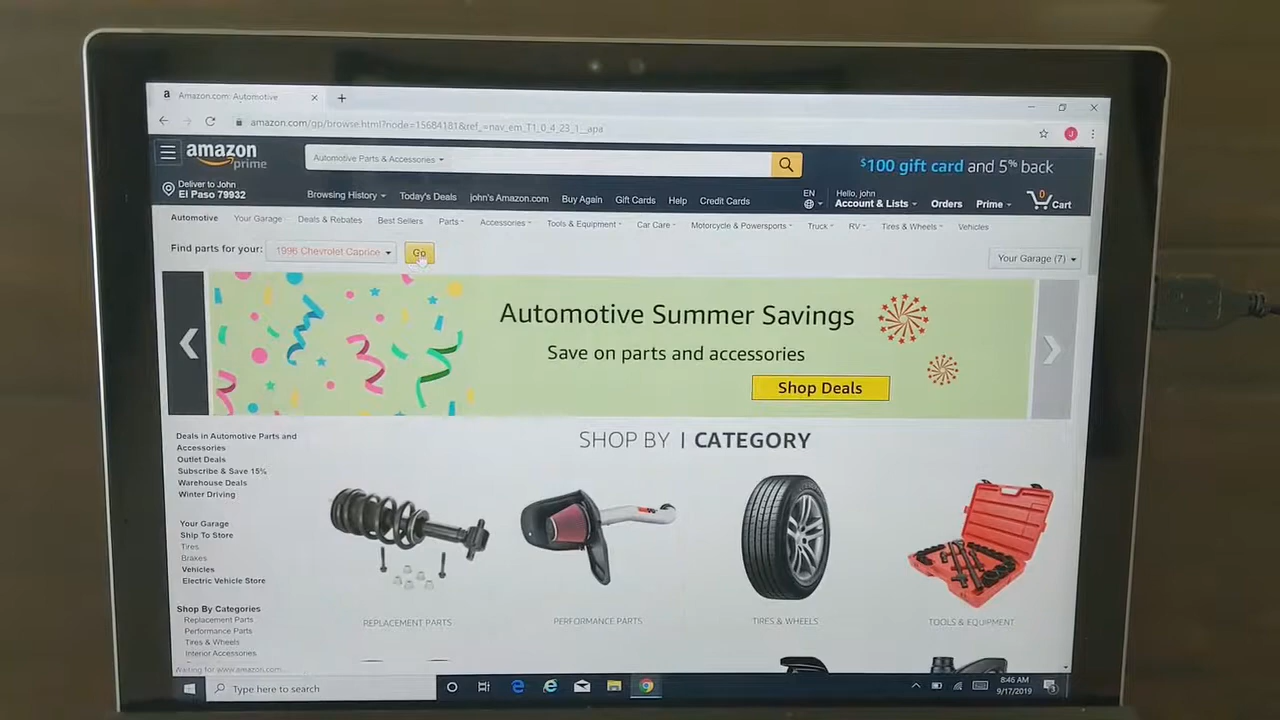 Amazon.com: Automotive
amazon.com/gp/browse.html?node=15684181&ref_=nav_em_T1_0_4_23_1__apa
J
amazon
prime
Automotive Parts & Accessories
$100 gift card and 5% back
Deliver to John
El Paso 79932
Browsing History
Today's Deals
john's Amazon.com
Buy Again
Gift Cards
Help
Credit Cards
EN
Hello, john
Account & Lists
Orders
Prime
0
Cart
Automotive
Your Garage
Deals & Rebates
Best Sellers
Parts
Accessories
Tools & Equipment
Car Care
Motorcycle & Powersports
Truck
RV
Tires & Wheels
Vehicles
Find parts for your:
1996 Chevrolet Caprice
Go
Your Garage (7)
Automotive Summer Savings
Save on parts and accessories
Shop Deals
Deals in Automotive Parts and
Accessories
Outlet Deals
Subscribe & Save 15%
Warehouse Deals
Winter Driving
Your Garage
Ship To Store
Tires
Brakes
Vehicles
Electric Vehicle Store
Shop By Categories
Replacement Parts
Performance Parts
Tires & Wheels
Interior Accessories
SHOP BY | CATEGORY
REPLACEMENT PARTS
PERFORMANCE PARTS
TIRES & WHEELS
TOOLS & EQUIPMENT
Waiting for www.amazon.com...
Type here to search
8:46 AM
9/17/2019